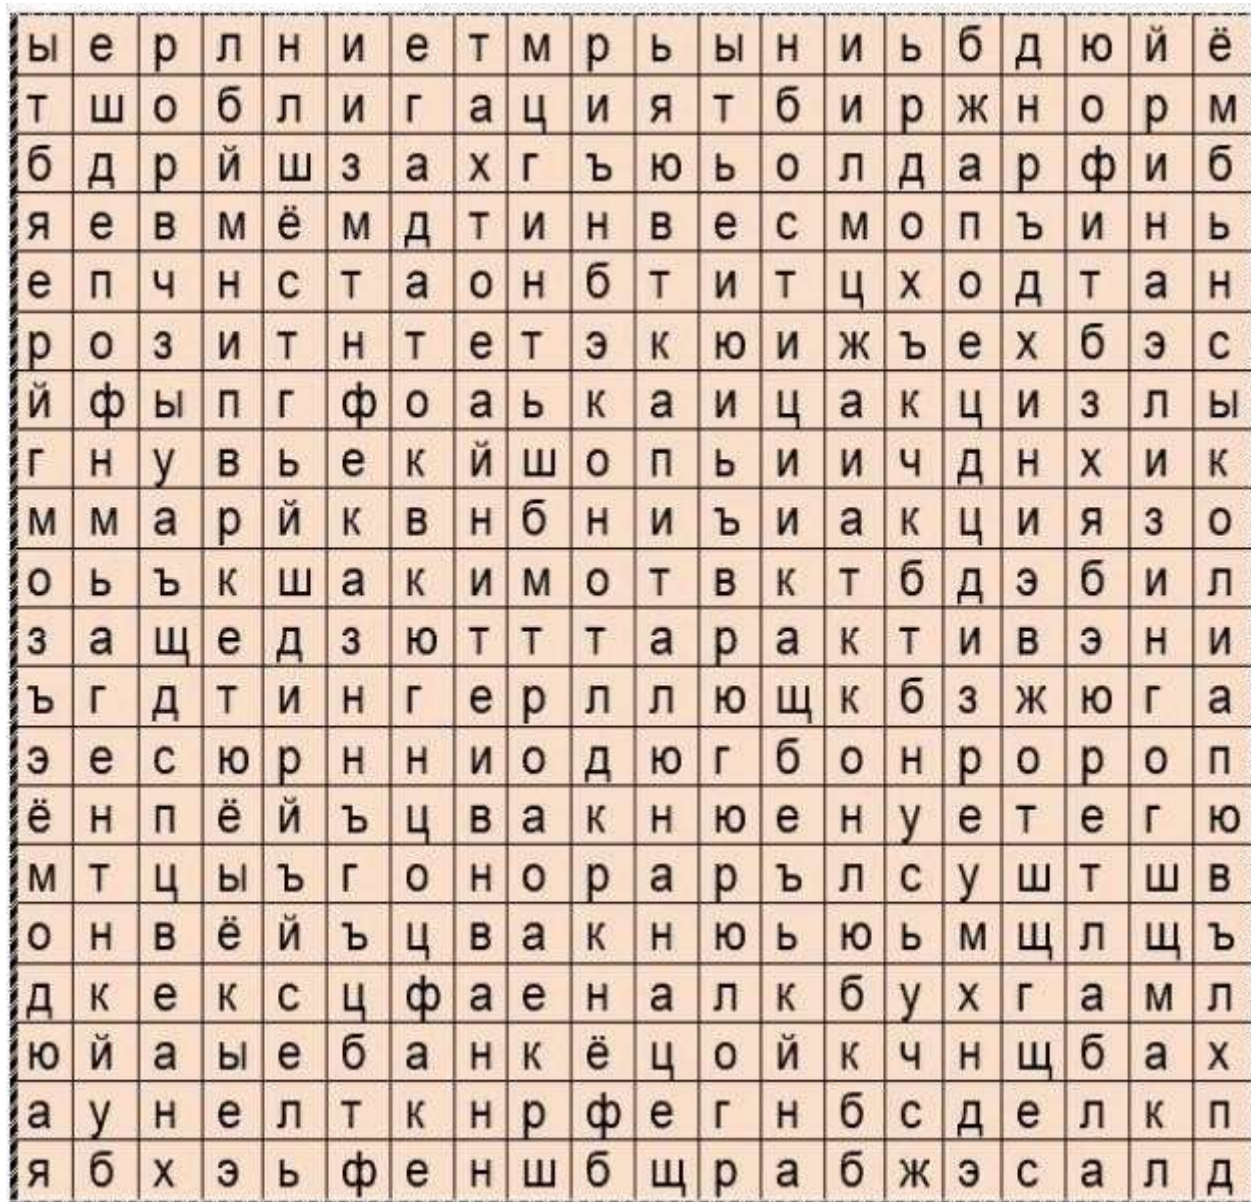 ы е р л н и е т м р ь ы н и ь б д ю й ё
т ш о б л и г а ц и я т б и р ж н о р м
б д р й ш з а х г ъ ю ь о л д а р ф и б
я е в м ё м д т и н в е с м о п ъ и н ь
е п ч н с т а о н б т и т ц х о д т а н
р о з и т н т е т э к ю и ж ъ е х б э с
й ф ы п г ф о а ь к а и ц а к ц и з л ы
г н у в ь е к й ш о п ь и и ч д н х и к
м м а р й к в н б н и ъ и а к ц и я з о
о ь ъ к ш а к и м о т в к т б д э б и л
з а щ е д з ю т т т а р а к т и в э н и
ъ г д т и н г е р л л ю щ к б з ж ю г а
э е с ю р н н и о д ю г б о н р о р о п
ё н п ё й ъ ц в а к н ю е н у е т е г ю
м т ц ы ъ г о н о р а р ъ л с у ш т ш в
о н в ё й ъ ц в а к н ю ь ю ь м щ л щ ъ
д к е к с ц ф а е н а л к б у х г а м л
ю й а ы е б а н к ё ц о й к ч н щ б а х
а у н е л т к н р ф е г н б с д е л к п
я б х э ь ф е н ш б щ р а б ж э с а л д